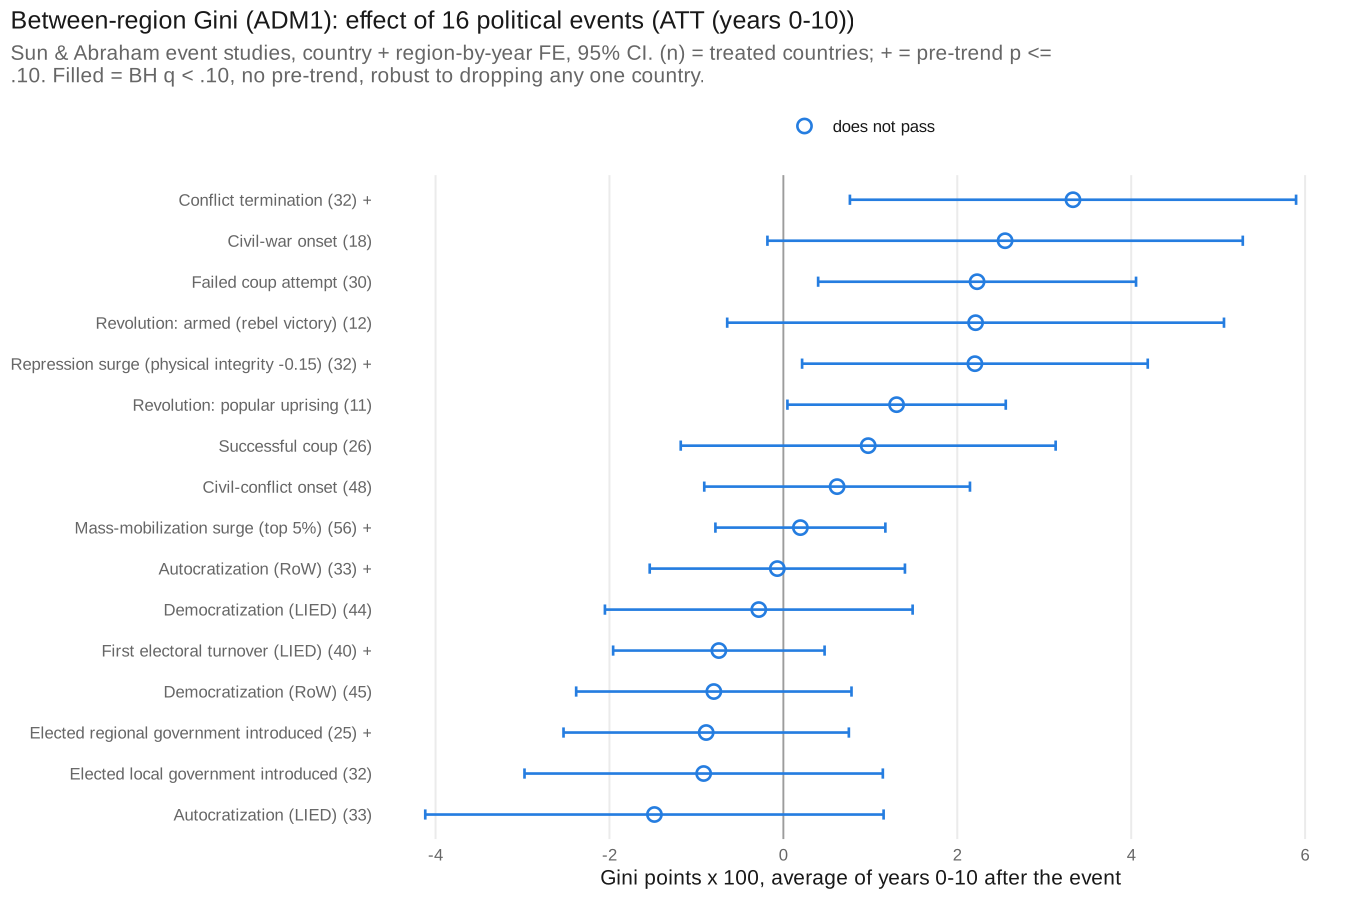 Between-region Gini (ADM1): effect of 16 political events (ATT (years 0-10))
Sun & Abraham event studies, country + region-by-year FE, 95% CI. (n) = treated countries; + = pre-trend p <=
.10. Filled = BH q < .10, no pre-trend, robust to dropping any one country.
does not pass
Conflict termination (32) +
Civil-war onset (18)
Failed coup attempt (30)
Revolution: armed (rebel victory) (12)
Repression surge (physical integrity -0.15) (32) +
Revolution: popular uprising (11)
Successful coup (26)
Civil-conflict onset (48)
Mass-mobilization surge (top 5%) (56) +
Autocratization (RoW) (33) +
Democratization (LIED) (44)
First electoral turnover (LIED) (40) +
Democratization (RoW) (45)
Elected regional government introduced (25) +
Elected local government introduced (32)
Autocratization (LIED) (33)
-4 -2 0 2 4 6
Gini points x 100, average of years 0-10 after the event